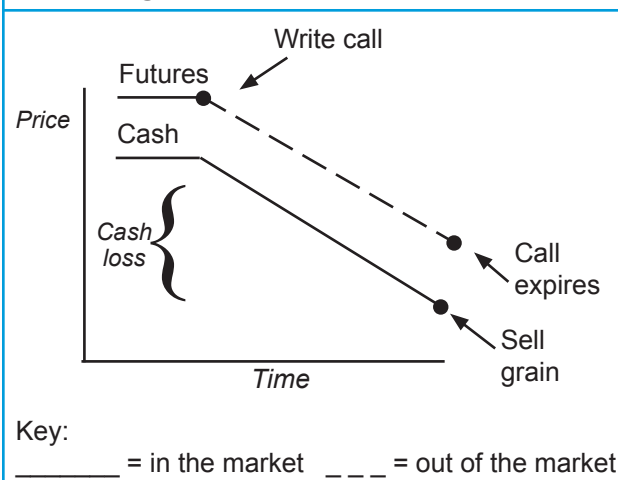 Write call
Futures
Price
Cash
Cash
loss
Call
expires
Sell
grain
Time
Key:
_______ = in the market _ _ _ = out of the market